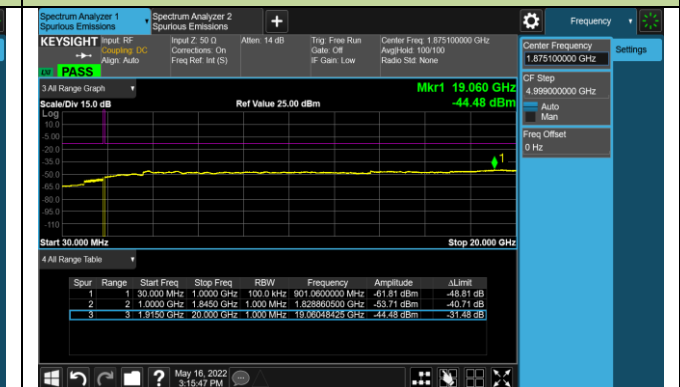 Spectrum Analyzer 1
Spurious Emissions
Spectrum Analyzer 2
Spurious Emissions
+
Frequency
KEYSIGHT
Input: RF
Coupling: DC
Align: Auto
Input Z: 50 Ω
Corrections: On
Freq Ref: Int (S)
Atten: 14 dB
Trig: Free Run
Gate: Off
IF Gain: Low
Center Freq: 1.875100000 GHz
Avg|Hold: 100/100
Radio Std: None
PASS
Center Frequency
1.875100000 GHz
Settings
CF Step
4.999000000 GHz
Auto
Man
Freq Offset
0 Hz
3 All Range Graph
Mkr1 19.060 GHz
Scale/Div 15.0 dB
Ref Value 25.00 dBm
-44.48 dBm
Log
10.0
-5.00
-20.0
-35.0
-50.0
-65.0
-80.0
-95.0
-110
1
Start 30.000 MHz
Stop 20.000 GHz
4 All Range Table
Spur Range Start Freq Stop Freq RBW Frequency Amplitude ΔLimit
1 1 30.000 MHz 1.0000 GHz 100.0 kHz 901.0600000 MHz -61.81 dBm -48.81 dB
2 2 1.0000 GHz 1.8450 GHz 1.000 MHz 1.828860500 GHz -53.71 dBm -40.71 dB
3 3 1.9150 GHz 20.000 GHz 1.000 MHz 19.06048425 GHz -44.48 dBm -31.48 dB
?
May 16, 2022
3:15:47 PM